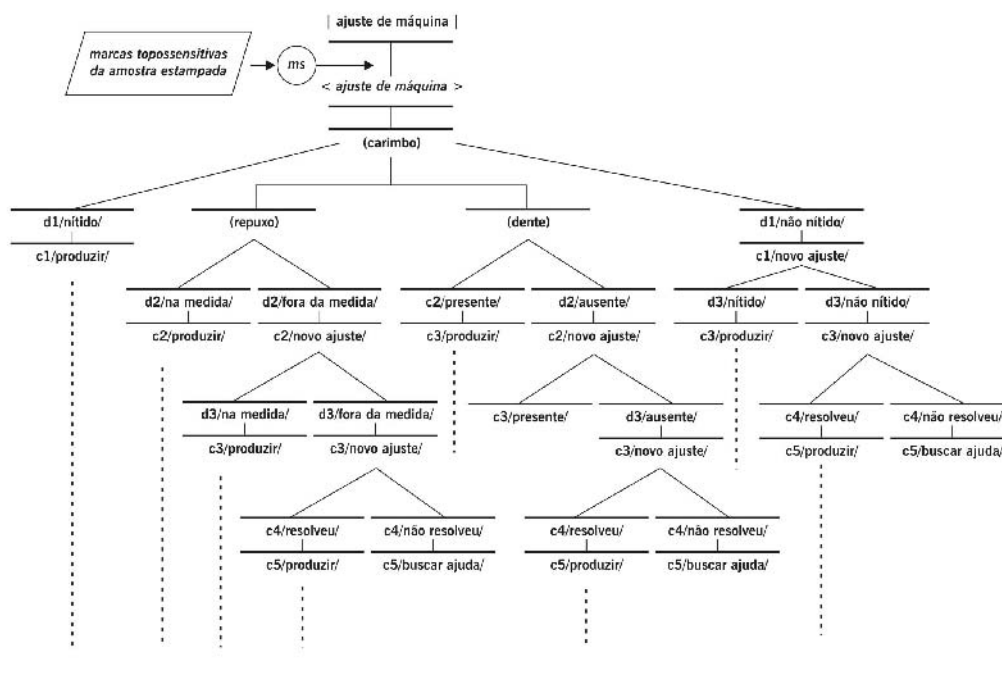 | ajuste de máquina |
marcas topossensitivas
da amostra estampada
ms
< ajuste de máquina >
(carimbo)
d1/nítido/
(repuxo)
(dente)
d1/não nítido/
c1/produzir/
c1/novo ajuste/
d2/na medida/
d2/fora da medida/
c2/presente/
d2/ausente/
d3/nítido/
d3/não nítido/
c2/produzir/
c2/novo ajuste/
c3/produzir/
c2/novo ajuste/
c3/produzir/
c3/novo ajuste/
d3/na medida/
d3/fora da medida/
c3/presente/
d3/ausente/
c4/resolveu/
c4/não resolveu/
c3/produzir/
c3/novo ajuste/
c3/novo ajuste/
c5/produzir/
c5/buscar ajuda/
c4/resolveu/
c4/não resolveu/
c4/resolveu/
c4/não resolveu/
c5/produzir/
c5/buscar ajuda/
c5/produzir/
c5/buscar ajuda/